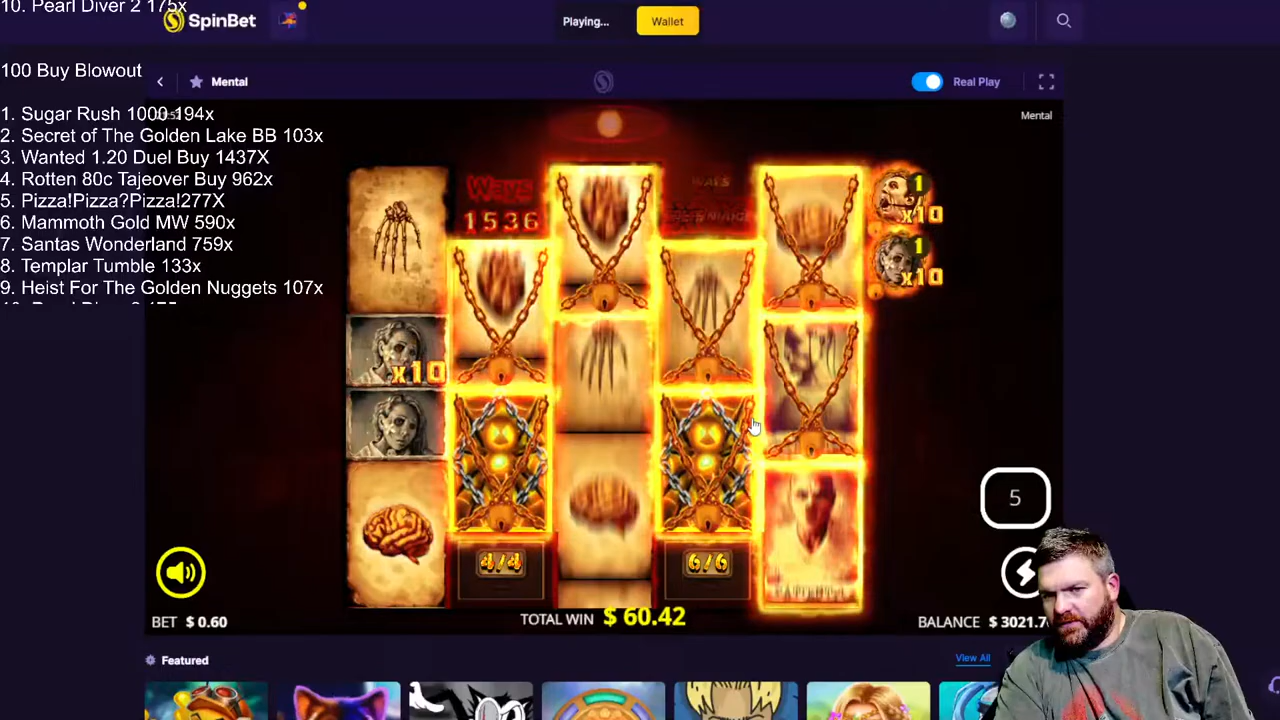 10. Pearl Diver 2 175x
SpinBet
Playing...
Wallet
100 Buy Blowout
Mental
Real Play
1. Sugar Rush 1000 194x
2. Secret of The Golden Lake BB 103x
3. Wanted 1.20 Duel Buy 1437X
4. Rotten 80c Tajeover Buy 962x
5. Pizza!Pizza?Pizza!277X
6. Mammoth Gold MW 590x
7. Santas Wonderland 759x
8. Templar Tumble 133x
9. Heist For The Golden Nuggets 107x
Mental
Ways
1536
WAYS
1
x10
1
x10
x10
5
4/4
6/6
BET $ 0.60
TOTAL WIN $ 60.42
BALANCE $ 3021.7
Featured
View All